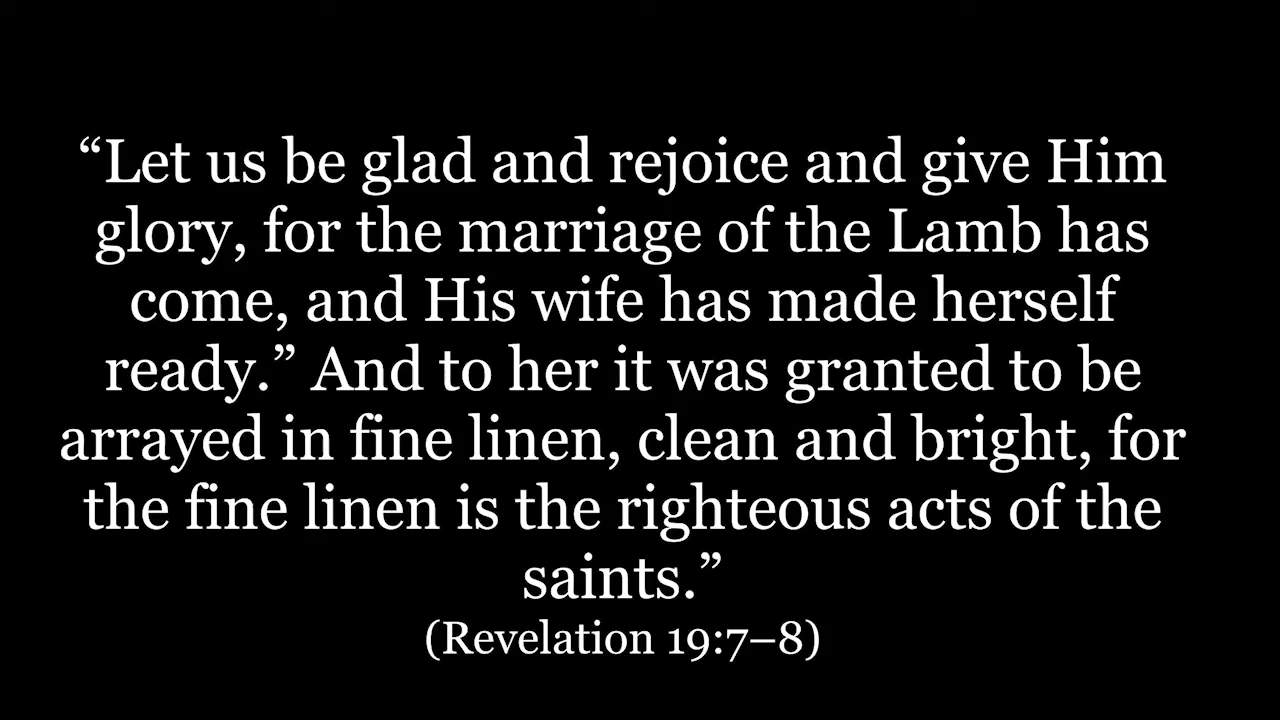 “Let us be glad and rejoice and give Him
glory, for the marriage of the Lamb has
come, and His wife has made herself
ready.” And to her it was granted to be
arrayed in fine linen, clean and bright, for
the fine linen is the righteous acts of the
saints.”
(Revelation 19:7–8)